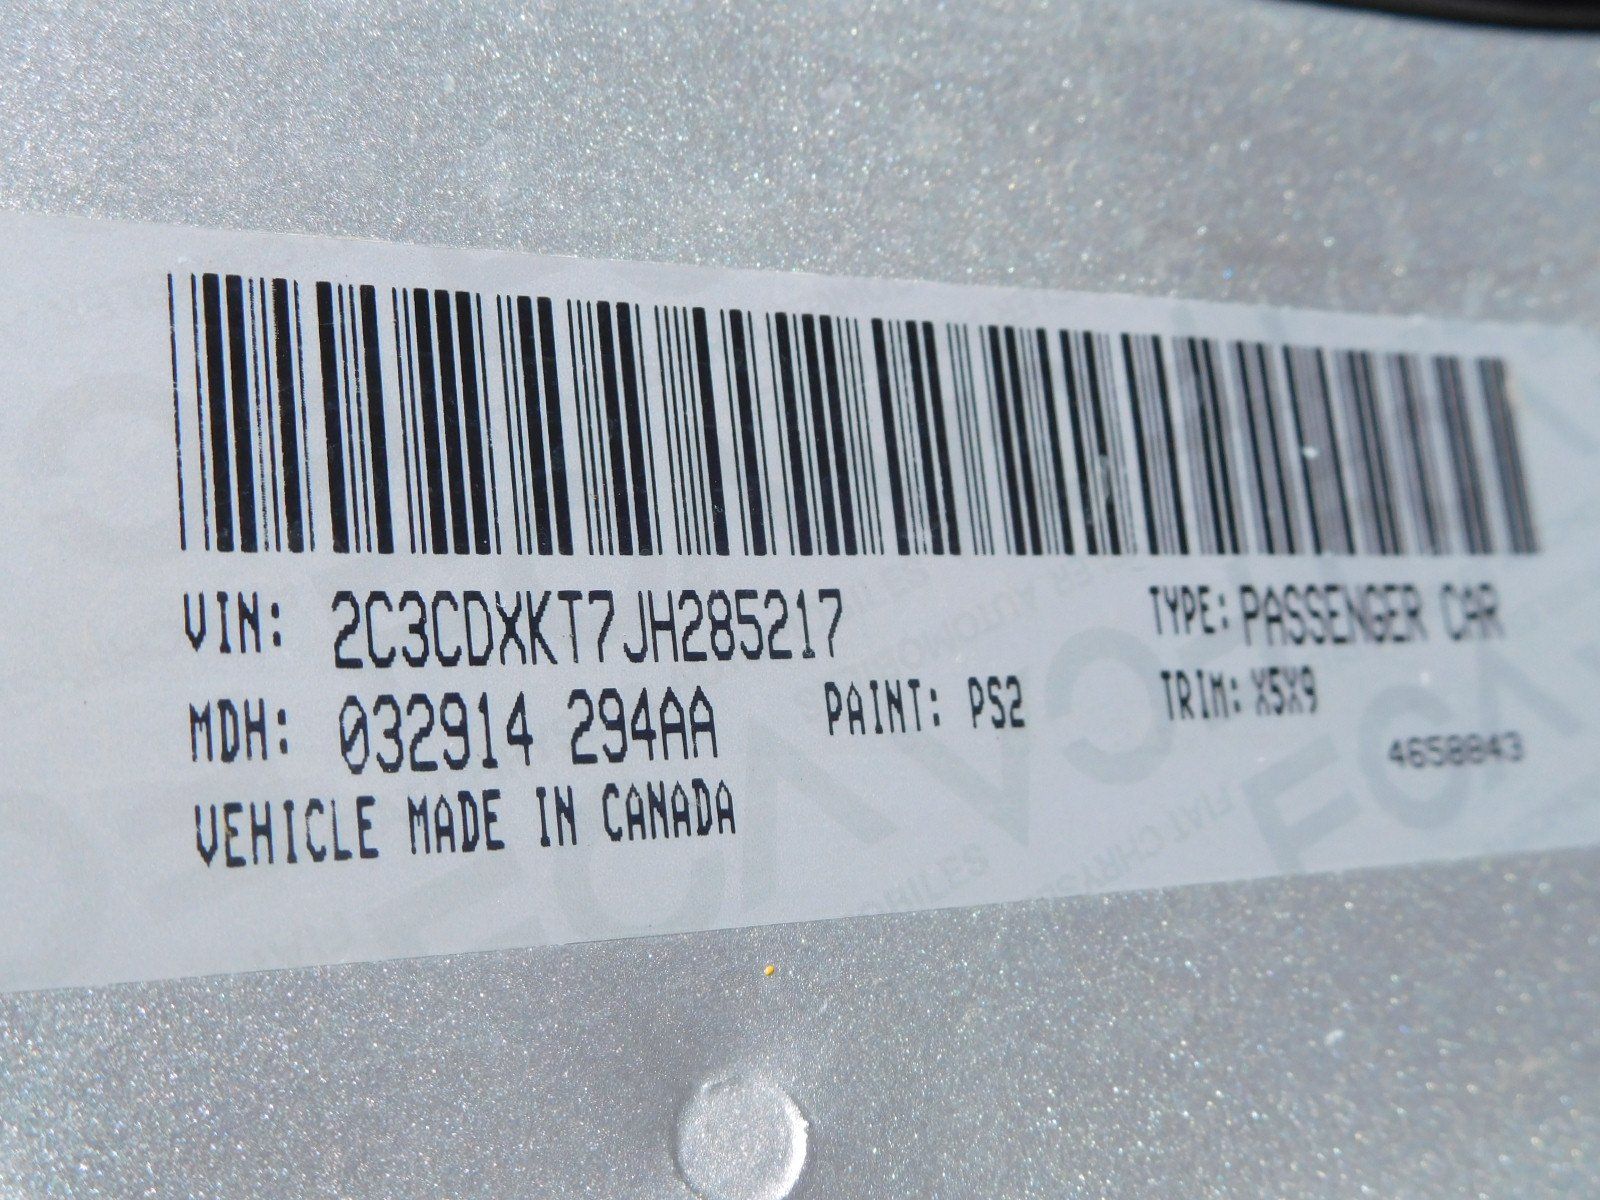 VIN: 2C3CDXKT7JH285217 TYPE: PASSENGER CAR
MDH: 032914 294AA PAINT: PS2 TRIM: X5X9
4658843
VEHICLE MADE IN CANADA